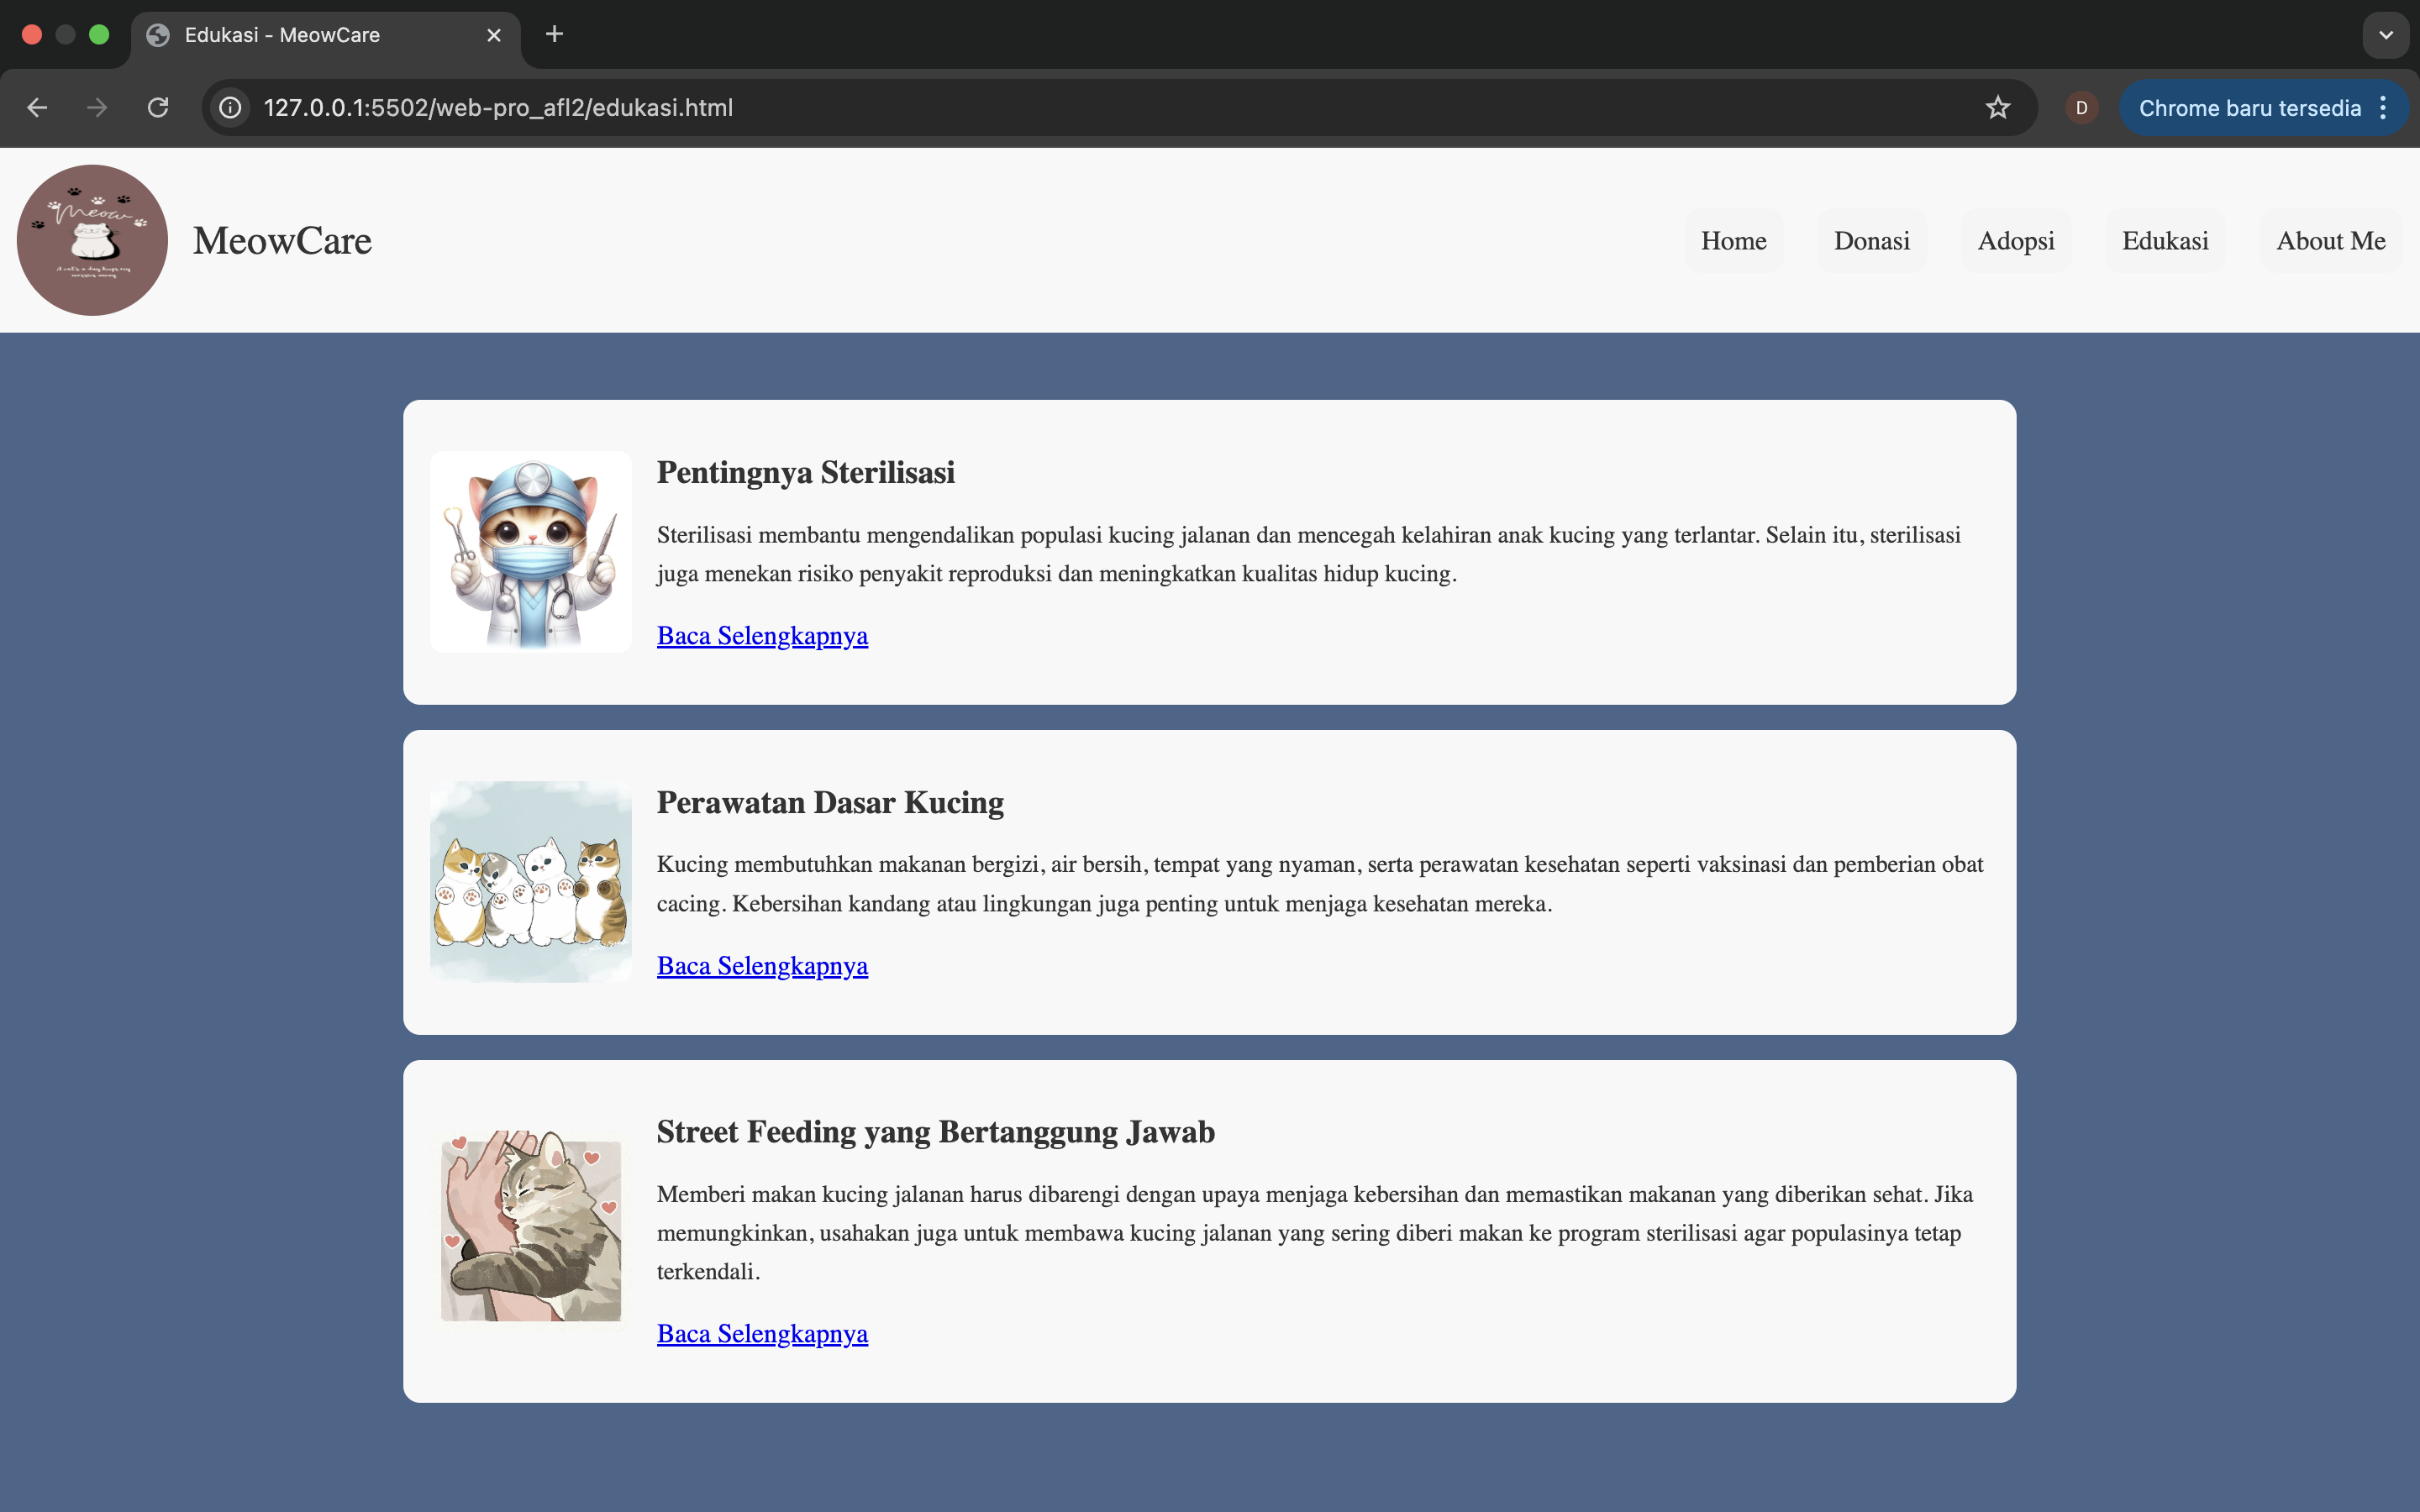 Edukasi - MeowCare
127.0.0.1:5502/web-pro_afl2/edukasi.html
D
Chrome baru tersedia
Meow
MeowCare
Home
Donasi
Adopsi
Edukasi
About Me
Pentingnya Sterilisasi
Sterilisasi membantu mengendalikan populasi kucing jalanan dan mencegah kelahiran anak kucing yang terlantar. Selain itu, sterilisasi
juga menekan risiko penyakit reproduksi dan meningkatkan kualitas hidup kucing.
Baca Selengkapnya
Perawatan Dasar Kucing
Kucing membutuhkan makanan bergizi, air bersih, tempat yang nyaman, serta perawatan kesehatan seperti vaksinasi dan pemberian obat
cacing. Kebersihan kandang atau lingkungan juga penting untuk menjaga kesehatan mereka.
Baca Selengkapnya
Street Feeding yang Bertanggung Jawab
Memberi makan kucing jalanan harus dibarengi dengan upaya menjaga kebersihan dan memastikan makanan yang diberikan sehat. Jika
memungkinkan, usahakan juga untuk membawa kucing jalanan yang sering diberi makan ke program sterilisasi agar populasinya tetap
terkendali.
Baca Selengkapnya